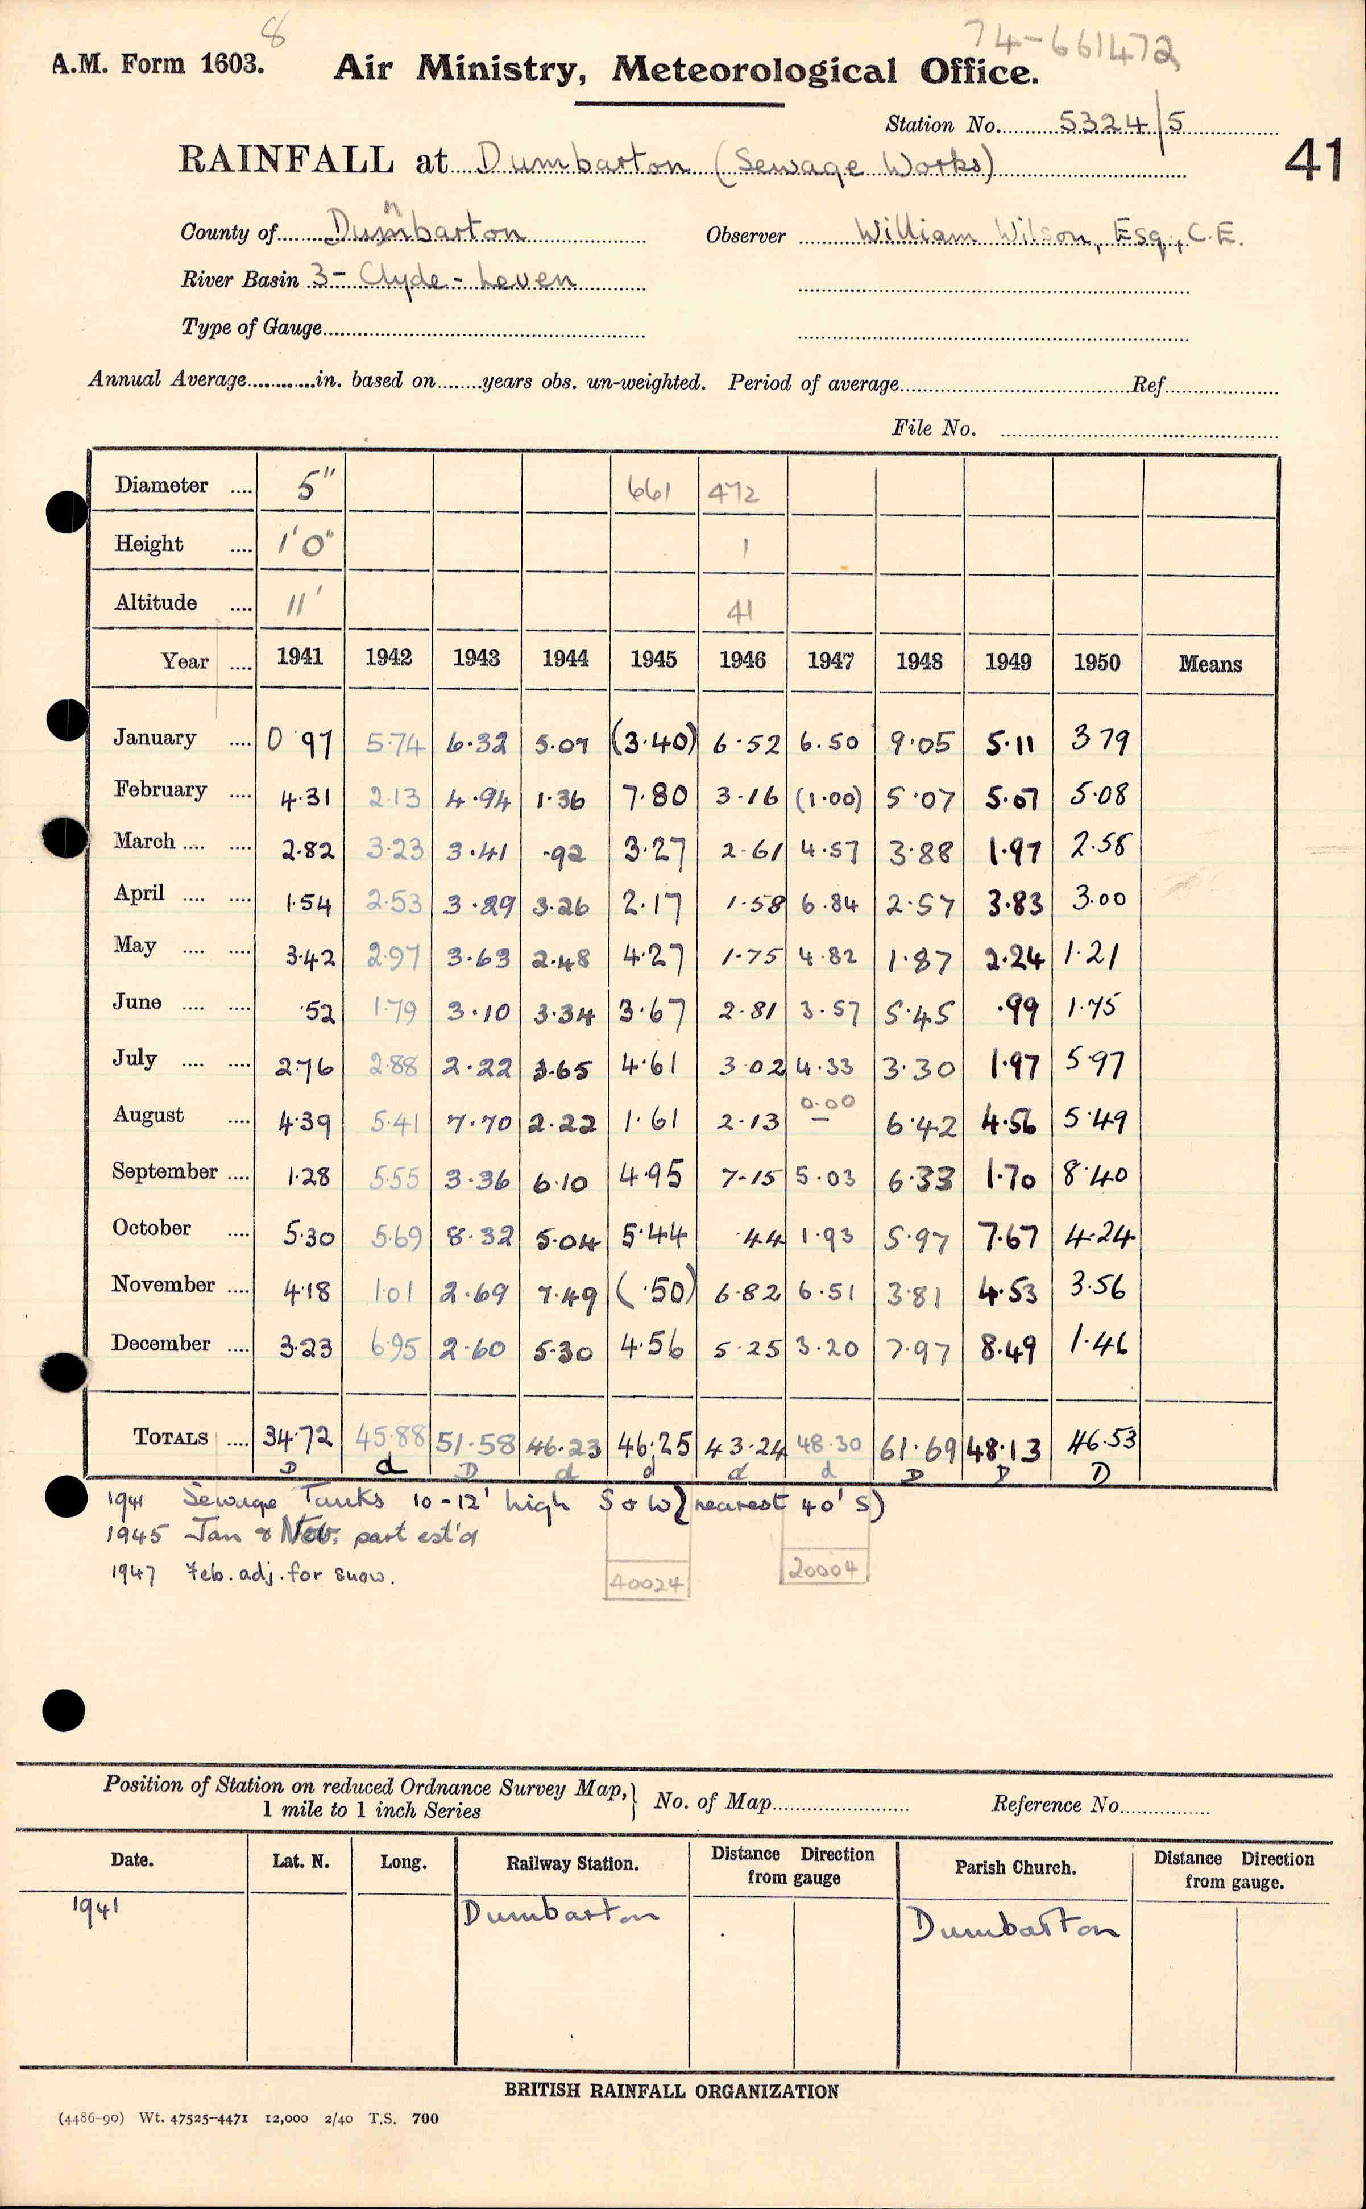 8
74-661472
A.M. Form 1603. Air Ministry, Meteorological Office.
Station No. 5324/5
41
RAINFALL at Dumbarton (Sewage Works)
County of Dumbarton Observer William Wilson, Esq., C.E.
n
River Basin 3- Clyde - Leven
Type of Gauge
Annual Average in. based on years obs. un-weighted. Period of average Ref
File No.
Diameter 5" 661 472
Height 1'0" 1
Altitude 11' 41
Year 1941 1942 1943 1944 1945 1946 1947 1948 1949 1950 Means
January 0 97 5.74 6.32 5.07 (3.40) 6.52 6.50 9.05 5.11 3 79
February 4.31 2.13 4.94 1.36 7.80 3.16 (1.00) 5.07 5.07 5.08
March 2.82 3.23 3.41 .92 3.27 2.61 4.57 3.88 1.97 2.58
April 1.54 2.53 3.29 3.26 2.17 1.58 6.84 2.57 3.83 3.00
May 3.42 2.97 3.63 2.48 4.27 1.75 4.82 1.87 2.24 1.21
June .52 1.79 3.10 3.34 3.67 2.81 3.57 5.45 .99 1.75
July 2.76 2.88 2.22 3.65 4.61 3.02 4.33 3.30 1.97 5.97
August 4.39 5.41 7.70 2.22 1.61 2.13 0.00 — 6.42 4.56 5.49
September 1.28 5.55 3.36 6.10 4.95 7.15 5.03 6.33 1.70 8.40
October 5.30 5.69 8.32 5.04 5.44 .44 1.93 5.97 7.67 4.24
November 4.18 1.01 2.69 7.49 (.50) 6.82 6.51 3.81 4.53 3.56
December 3.23 6.95 2.60 5.30 4.56 5.25 3.20 7.97 8.49 1.46
TOTALS 34.72 45.88 51.58 46.23 46.25 43.24 48.30 61.69 48.13 46.53
D d D d d d d D D D
1941 Sewage Tanks 10-12' high S & W (nearest 40' S)
1945 Jan & Nov. part est'd
1947 Feb. adj. for snow.
40024 20004
Position of Station on reduced Ordnance Survey Map, 1 mile to 1 inch Series } No. of Map Reference No.
Date. Lat. N. Long. Railway Station. Distance Direction from gauge Parish Church. Distance Direction from gauge.
1941 Dumbarton Dumbarton
BRITISH RAINFALL ORGANIZATION
(4486-90) Wt. 47525-4471 12,000 2/40 T.S. 700